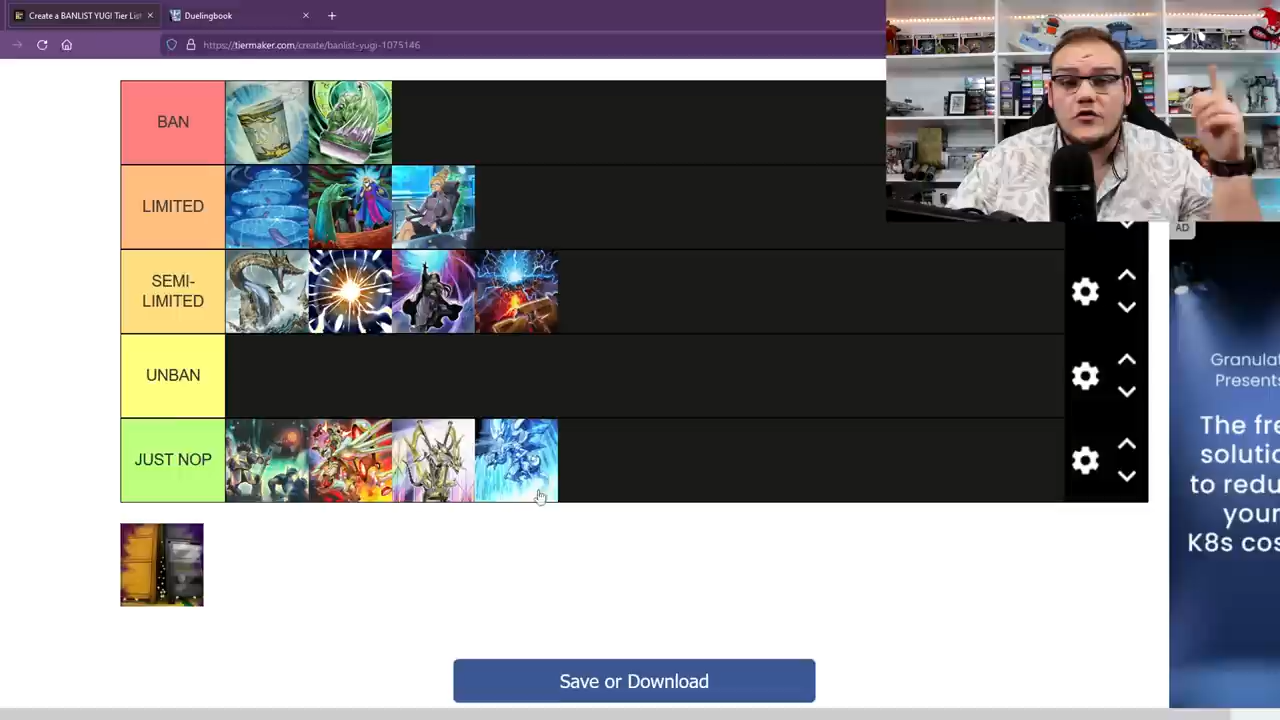 Create a BANLIST YUGI Tier List
Duelingbook
https://tiermaker.com/create/banlist-yugi-1075146
BAN
LIMITED
AD
SEMI-
LIMITED
UNBAN
Granulat
Presents
JUST NOP
The fre
solutio
to redu
your
K8s cos
Save or Download